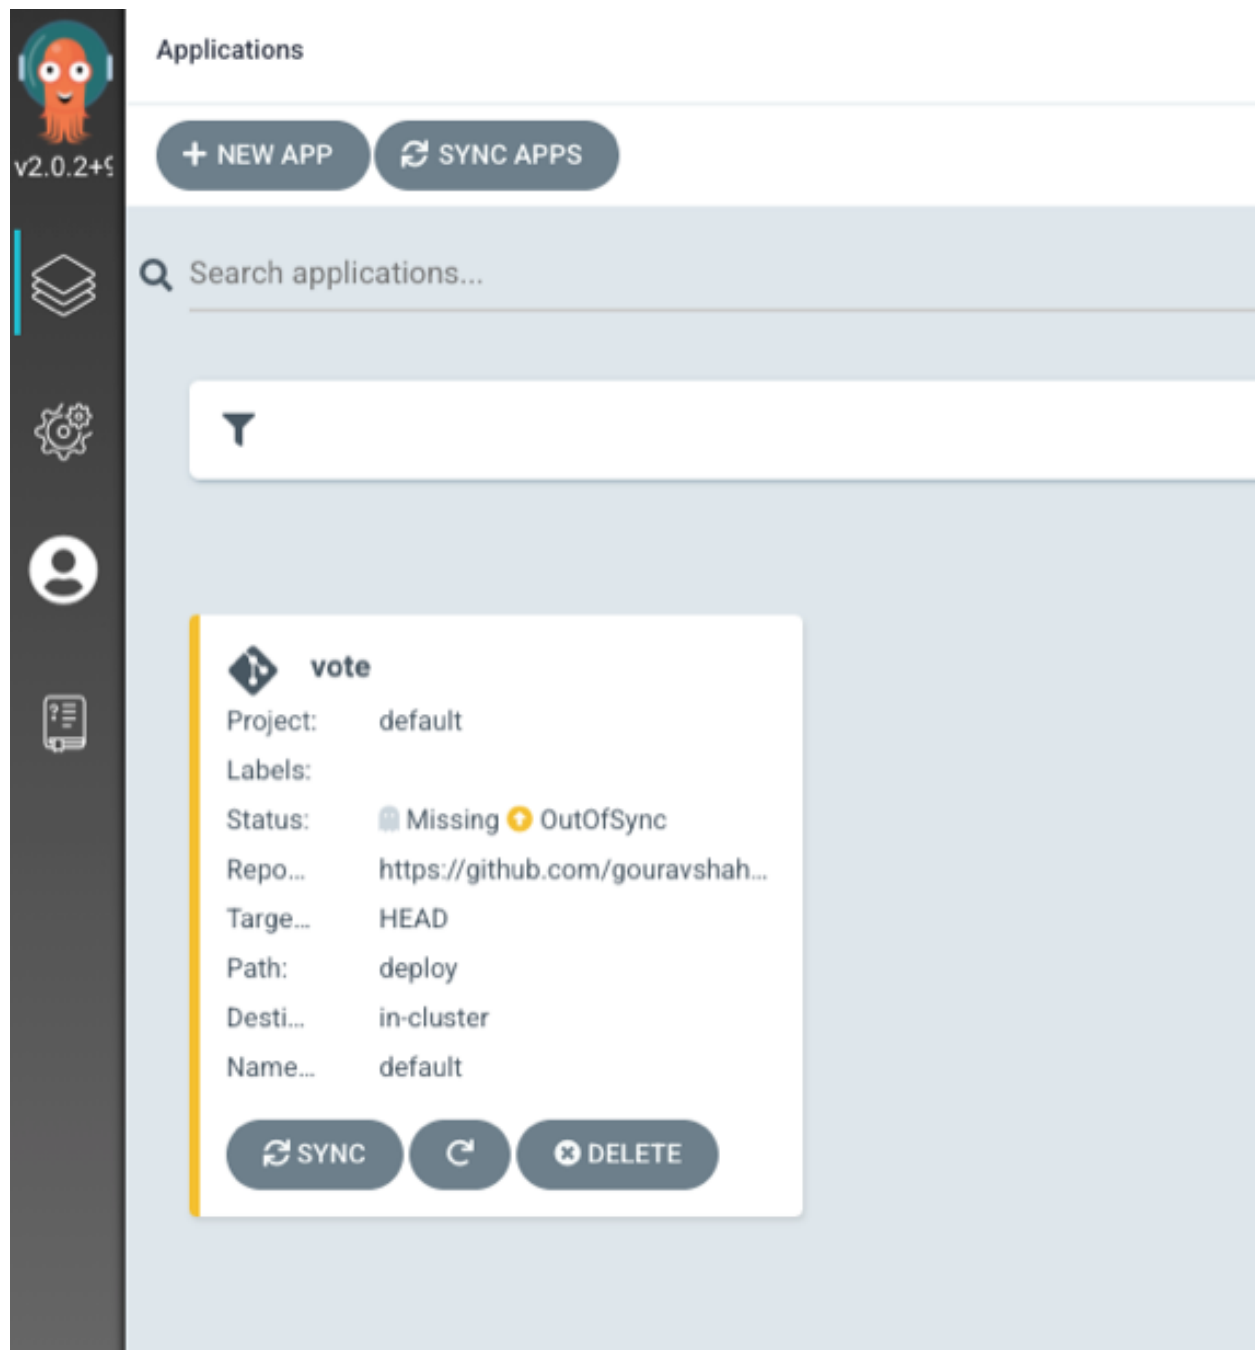 Applications
v2.0.2+9
+ NEW APP
SYNC APPS
Search applications...
vote
Project: default
Labels:
Status: Missing OutOfSync
Repo... https://github.com/gouravshah...
Targe... HEAD
Path: deploy
Desti... in-cluster
Name... default
SYNC
DELETE